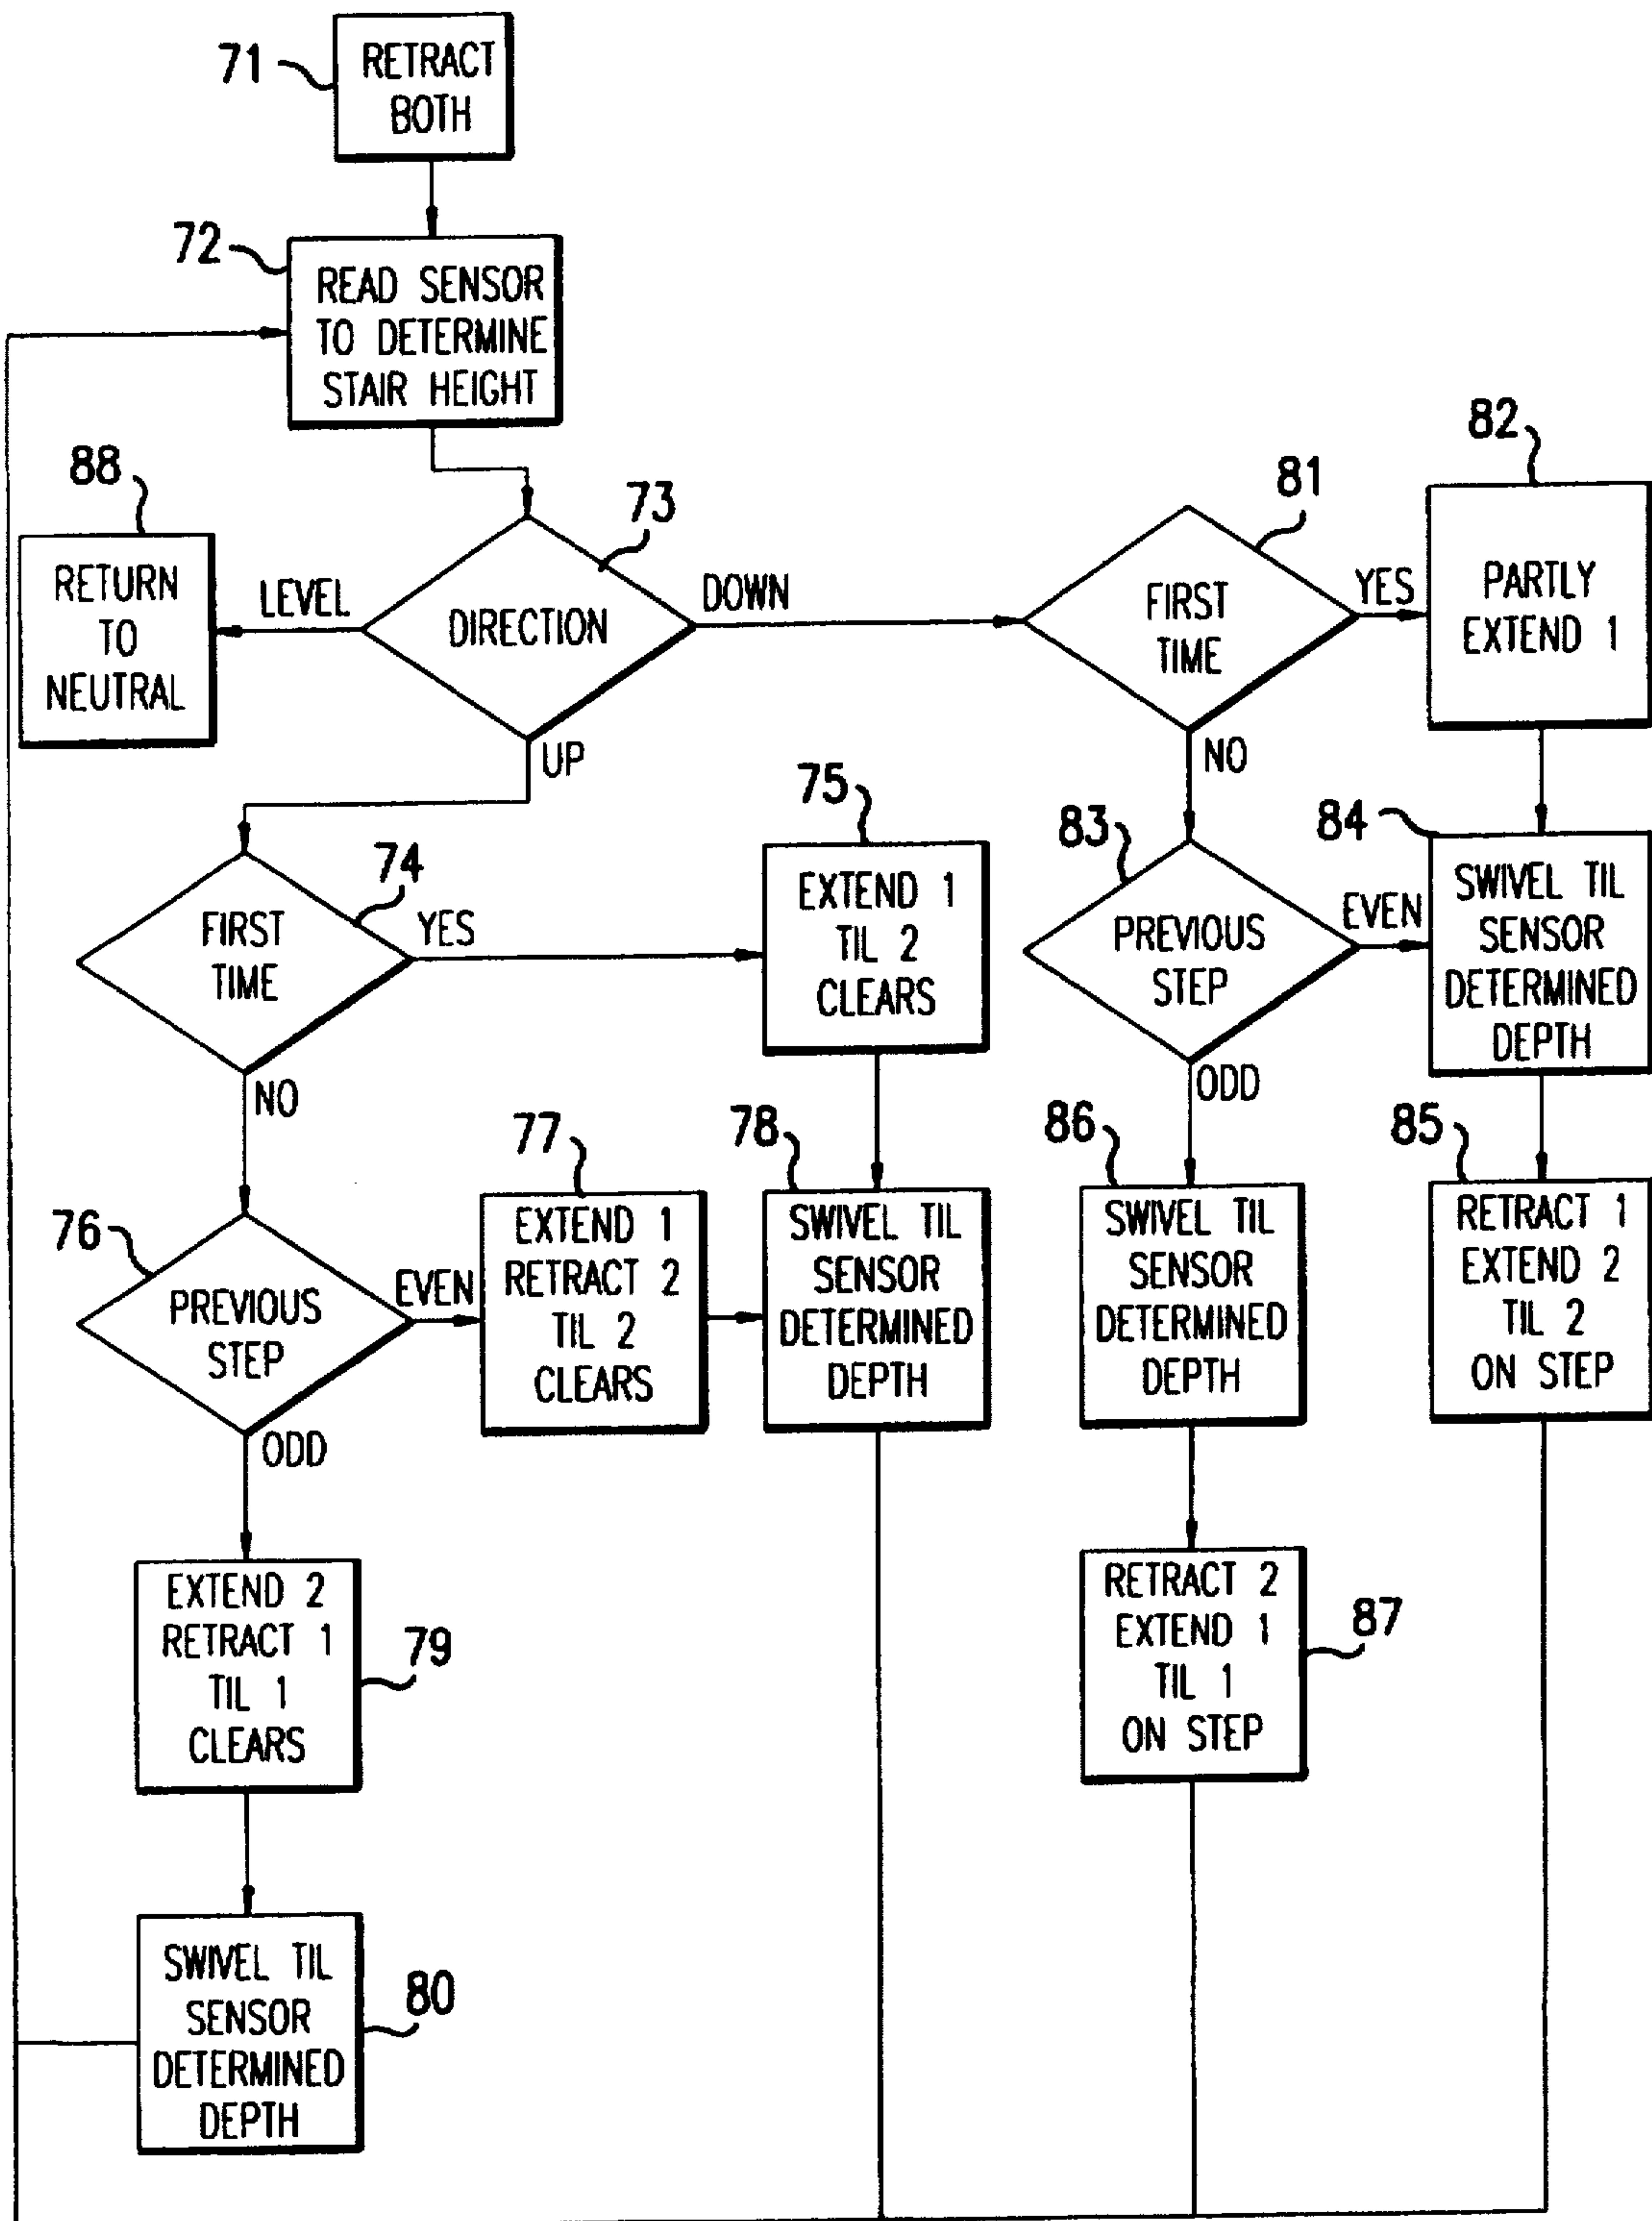 71
RETRACT
BOTH
72
READ SENSOR
TO DETERMINE
STAIR HEIGHT
88
RETURN
TO
NEUTRAL
LEVEL
73
DIRECTION
DOWN
UP
81
FIRST
TIME
YES
NO
82
PARTLY
EXTEND 1
74
FIRST
TIME
YES
NO
75
EXTEND 1
TIL 2
CLEARS
83
PREVIOUS
STEP
EVEN
ODD
84
SWIVEL TIL
SENSOR
DETERMINED
DEPTH
76
PREVIOUS
STEP
EVEN
ODD
77
EXTEND 1
RETRACT 2
TIL 2
CLEARS
78
SWIVEL TIL
SENSOR
DETERMINED
DEPTH
86
SWIVEL TIL
SENSOR
DETERMINED
DEPTH
85
RETRACT 1
EXTEND 2
TIL 2
ON STEP
79
EXTEND 2
RETRACT 1
TIL 1
CLEARS
87
RETRACT 2
EXTEND 1
TIL 1
ON STEP
80
SWIVEL TIL
SENSOR
DETERMINED
DEPTH